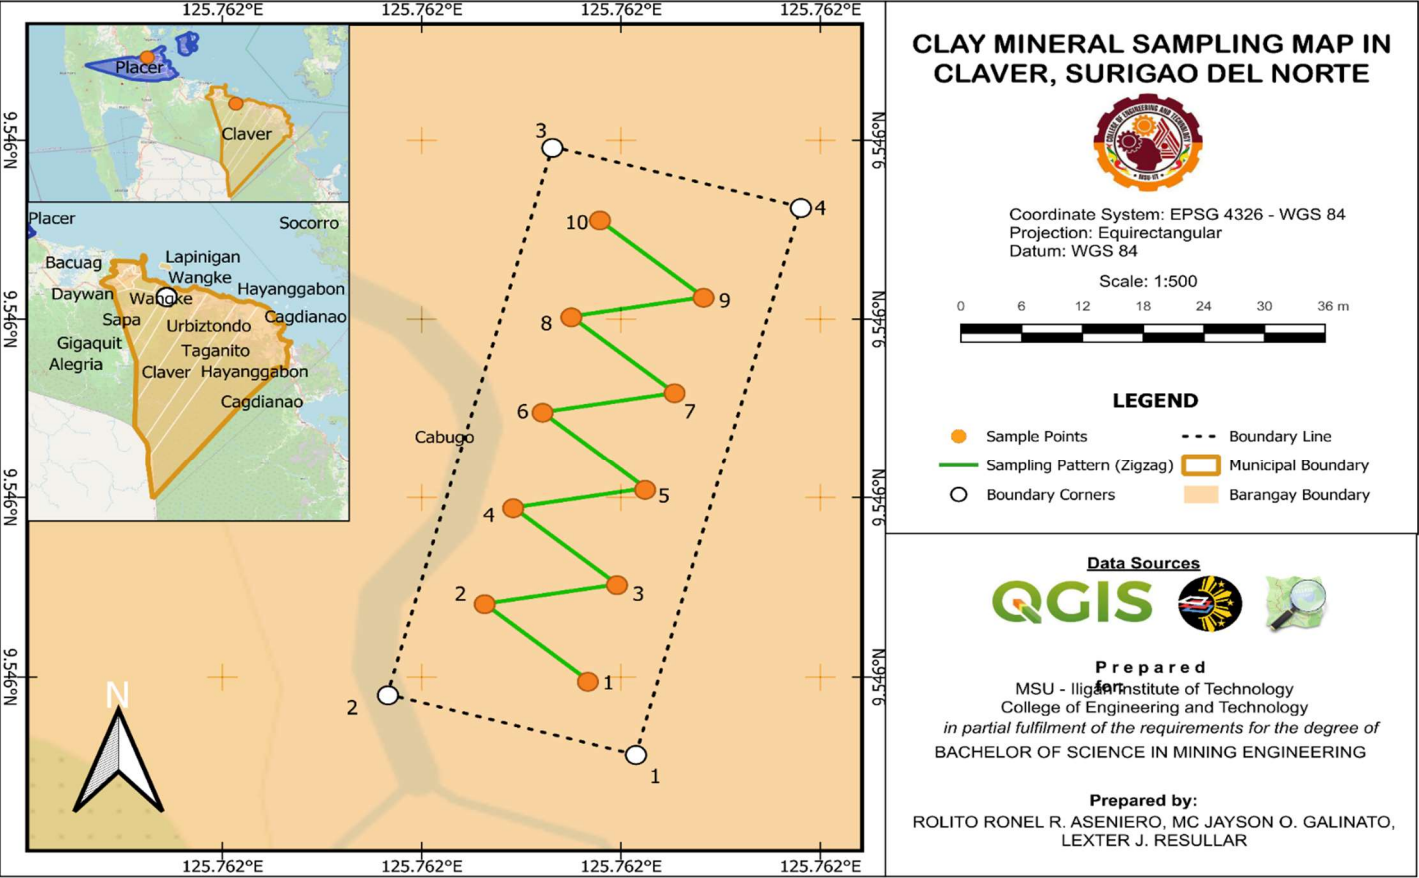 125.762°E 125.762°E 125.762°E 125.762°E
9.546°N
9.546°N
9.546°N
9.546°N
9.546°N
9.546°N
9.546°N
9.546°N
Placer
Claver
Placer
Socorro
Bacuag
Lapinigan
Wangke
Daywan
Wangke
Hayanggabon
Sapa
Urbiztondo
Cagdianao
Gigaquit
Taganito
Alegria
Claver
Hayanggabon
Cagdianao
3
4
10
9
8
7
6
Cabugo
5
4
3
2
1
2
1
N
125.762°E 125.762°E 125.762°E 125.762°E
CLAY MINERAL SAMPLING MAP IN
CLAVER, SURIGAO DEL NORTE
COLLEGE OF ENGINEERING AND TECHNOLOGY
MSU-IIT
Coordinate System: EPSG 4326 - WGS 84
Projection: Equirectangular
Datum: WGS 84
Scale: 1:500
0 6 12 18 24 30 36 m
LEGEND
Sample Points
Boundary Line
Sampling Pattern (Zigzag)
Municipal Boundary
Boundary Corners
Barangay Boundary
Data Sources
QGIS
Prepared
for:
MSU - Iligan Institute of Technology
College of Engineering and Technology
in partial fulfilment of the requirements for the degree of
BACHELOR OF SCIENCE IN MINING ENGINEERING
Prepared by:
ROLITO RONEL R. ASENIERO, MC JAYSON O. GALINATO,
LEXTER J. RESULLAR